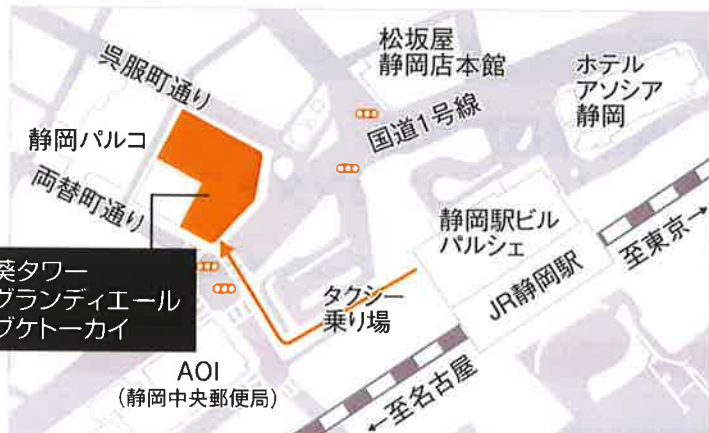 松坂屋
静岡店本館
ホテル
アソシア
静岡
呉服町通り
国道1号線
静岡パルコ
両替町通り
静岡駅ビル
パルシェ
至東京→
JR静岡駅
葵タワー
グランディエール
ブケトーカイ
タクシー
乗り場
AOI
(静岡中央郵便局)
←至名古屋